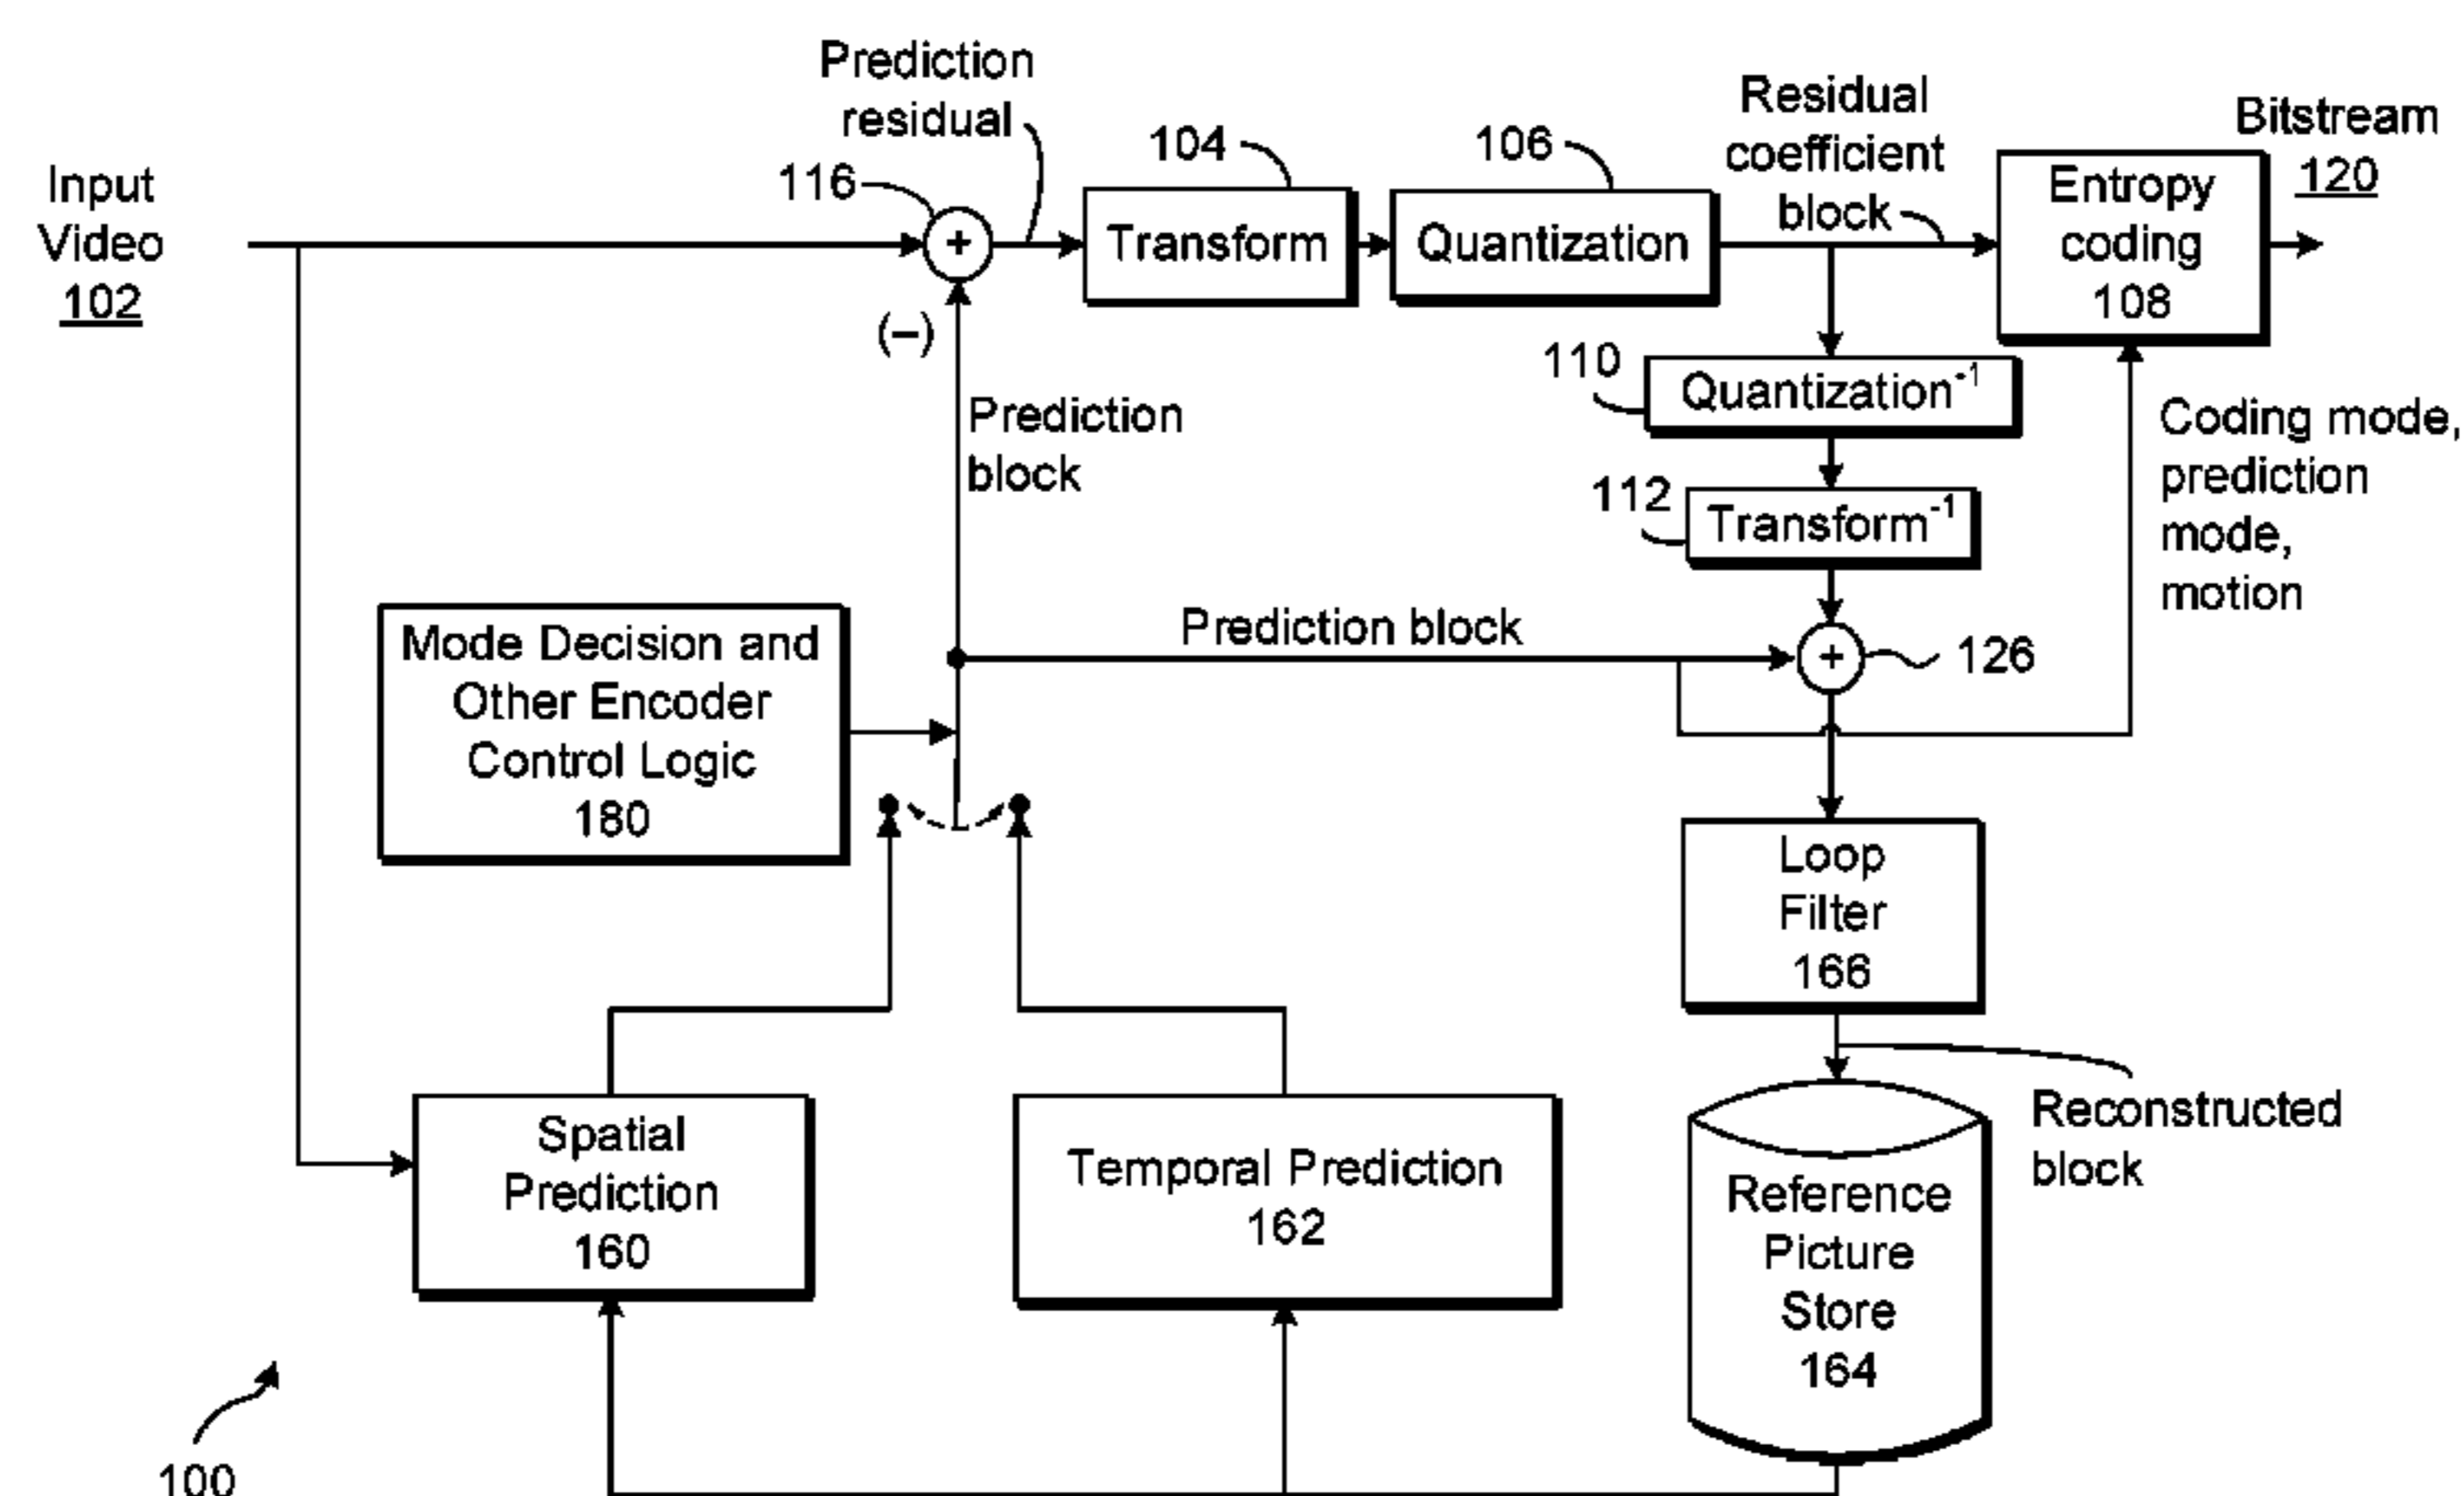 Prediction
residual
116
104
106
Residual
coefficient
block
Bitstream
120
Input
Video
102
+
(–)
Transform
Quantization
Entropy
coding
108
110
Quantization-1
112
Transform-1
Prediction
block
Coding mode,
prediction
mode,
motion
Mode Decision and
Other Encoder
Control Logic
180
Prediction block
+
126
Loop
Filter
166
Spatial
Prediction
160
Temporal Prediction
162
Reconstructed
block
Reference
Picture
Store
164
100